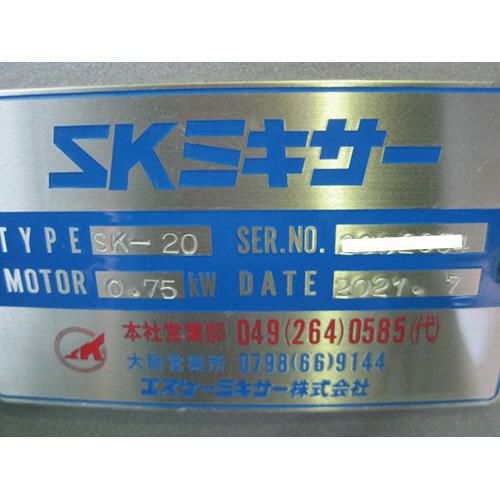 SKミキサー
TYPE SK-20 SER.NO.
MOTOR 0.75 kW DATE 2021.7
本社営業部 049(264)0585(代)
大阪営業所 0798(66)9144
エスケーミキサー株式会社